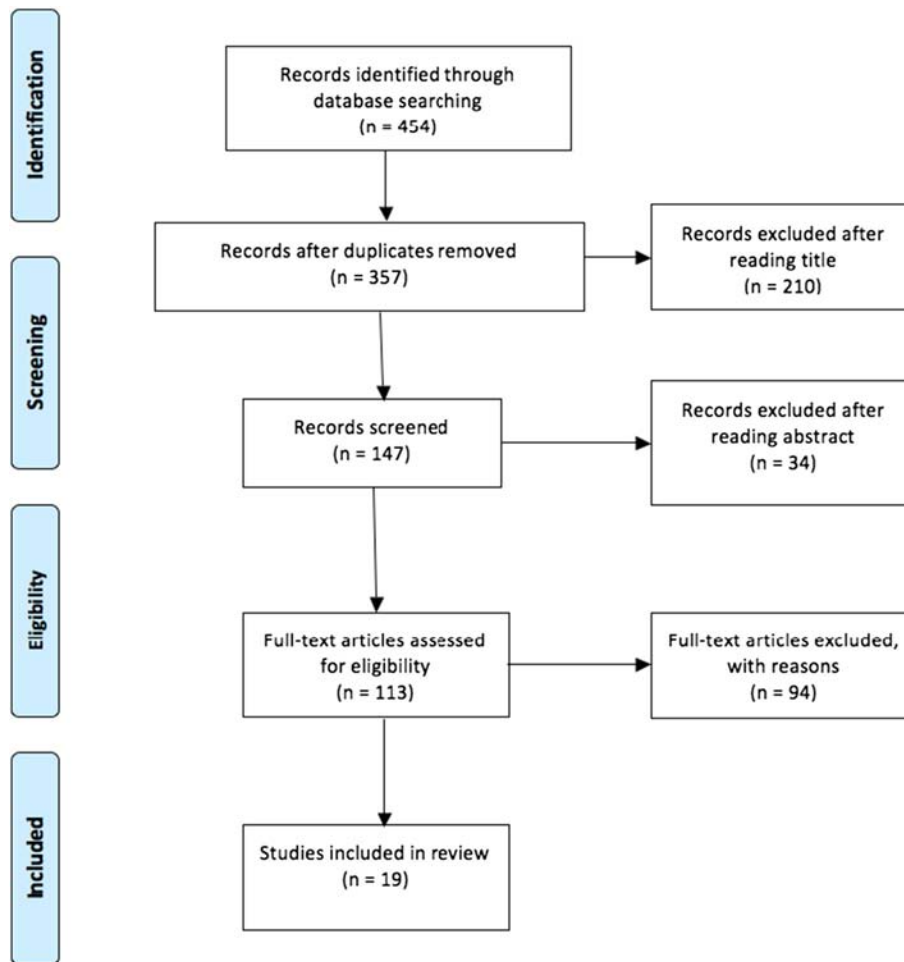 Identification
Records identified through
database searching
(n = 454)
Records after duplicates removed
(n = 357)
Records excluded after
reading title
(n = 210)
Screening
Records screened
(n = 147)
Records excluded after
reading abstract
(n = 34)
Eligibility
Full-text articles assessed
for eligibility
(n = 113)
Full-text articles excluded,
with reasons
(n = 94)
Included
Studies included in review
(n = 19)